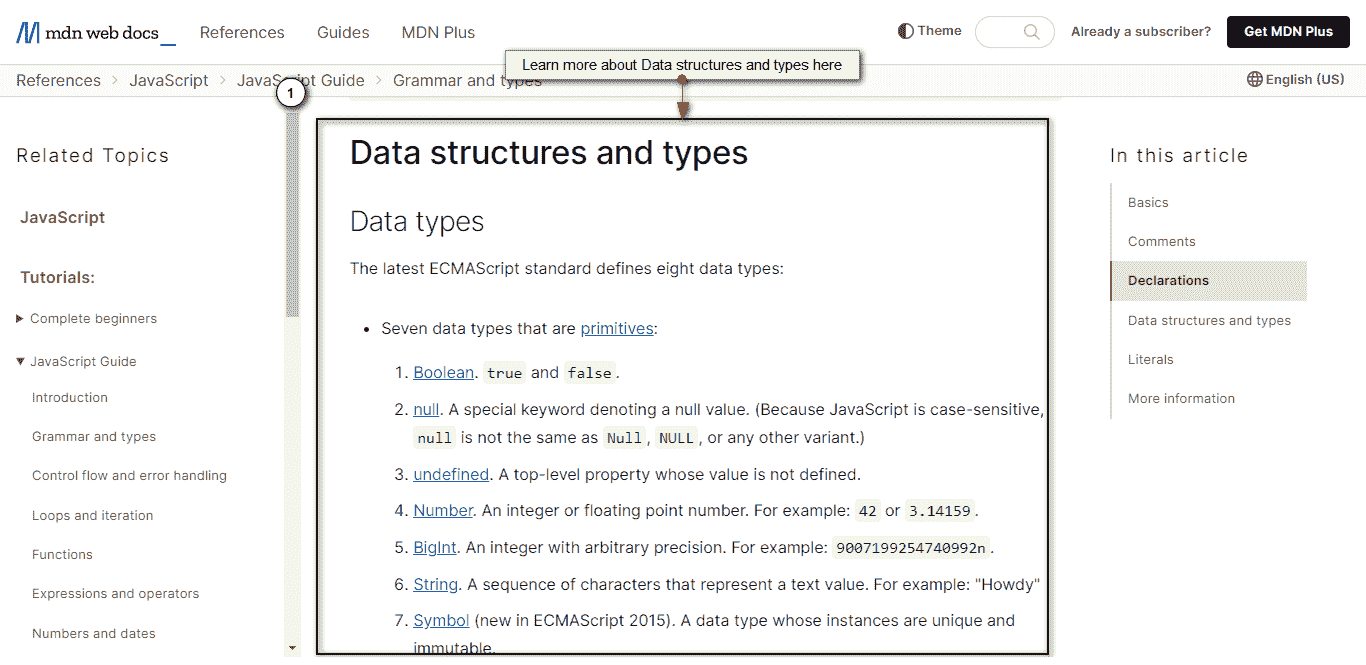 mdn web docs_ References Guides MDN Plus Theme Already a subscriber? Get MDN Plus
Learn more about Data structures and types here
References > JavaScript > JavaScript Guide > Grammar and types English (US)
1
Related Topics
JavaScript
Tutorials:
Complete beginners
JavaScript Guide
Introduction
Grammar and types
Control flow and error handling
Loops and iteration
Functions
Expressions and operators
Numbers and dates
Data structures and types
Data types
The latest ECMAScript standard defines eight data types:
• Seven data types that are primitives:
1. Boolean. true and false.
2. null. A special keyword denoting a null value. (Because JavaScript is case-sensitive,
null is not the same as Null, NULL, or any other variant.)
3. undefined. A top-level property whose value is not defined.
4. Number. An integer or floating point number. For example: 42 or 3.14159.
5. BigInt. An integer with arbitrary precision. For example: 9007199254740992n.
6. String. A sequence of characters that represent a text value. For example: "Howdy"
7. Symbol (new in ECMAScript 2015). A data type whose instances are unique and
immutable.
In this article
Basics
Comments
Declarations
Data structures and types
Literals
More information